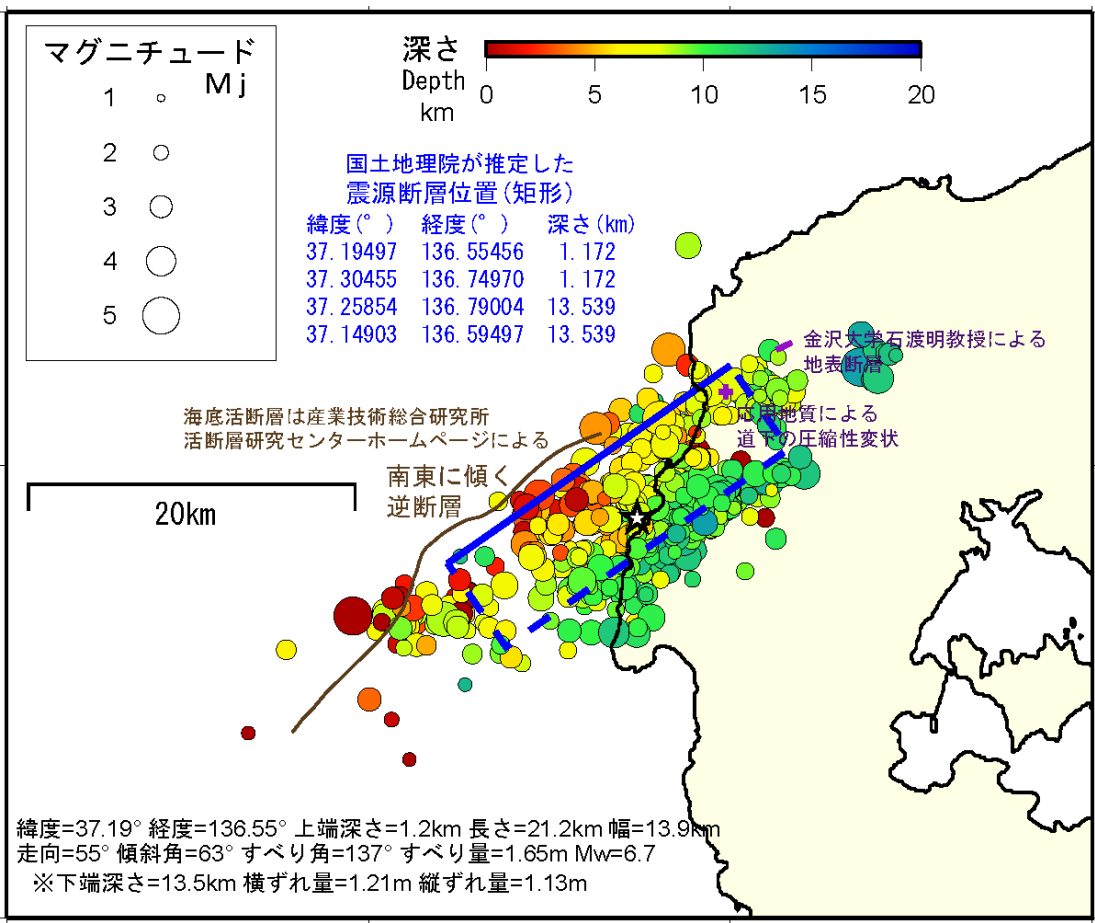 マグニチュード
Mj
1
2
3
4
5
深さ
Depth
km
0 5 10 15 20
国土地理院が推定した
震源断層位置(矩形)
緯度(°) 経度(°) 深さ(km)
37.19497 136.55456 1.172
37.30455 136.74970 1.172
37.25854 136.79004 13.539
37.14903 136.59497 13.539
金沢大学石渡明教授による
地表断層
応用地質による
道下の圧縮性変状
海底活断層は産業技術総合研究所
活断層研究センターホームページによる
南東に傾く
逆断層
20km
緯度=37.19° 経度=136.55° 上端深さ=1.2km 長さ=21.2km 幅=13.9km
走向=55° 傾斜角=63° すべり角=137° すべり量=1.65m Mw=6.7
※下端深さ=13.5km 横ずれ量=1.21m 縦ずれ量=1.13m